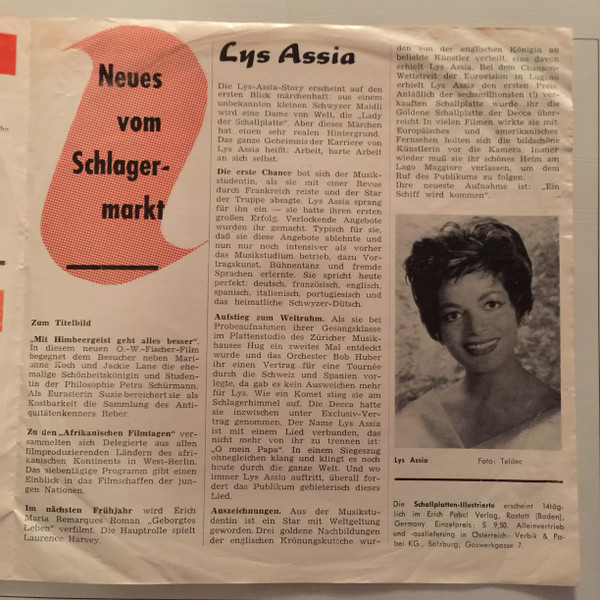 Neues
vom
Schlager-
markt
Zum Titelbild
„Mit Himbeergeist geht alles besser".
In diesem neuen O.-W.-Fischer-Film
begegnet dem Besucher neben Mari-
anne Koch und Jackie Lane die ehe-
malige Schönheitskönigin und Studen-
tin der Philosophie Petra Schürmann.
Als Eurasierin Suzie bereichert sie als
Kostbarkeit die Sammlung des Anti-
quitätenkenners Reber.
Zu den „Afrikanischen Filmtagen" ver-
sammelten sich Delegierte aus allen
filmproduzierenden Ländern des afri-
kanischen Kontinents in West-Berlin.
Das siebentägige Programm gibt einen
Einblick in das Filmschaffen der jun-
gen Nationen.
Im nächsten Frühjahr wird Erich
Maria Remarques Roman „Geborgtes
Leben" verfilmt. Die Hauptrolle spielt
Laurence Harvey.
Lys Assia
Die Lys-Assia-Story erscheint auf den
ersten Blick märchenhaft: aus einem
unbekannten kleinen Schwyzer Maidli
wird eine Dame von Welt, die „Lady
der Schallplatte". Aber dieses Märchen
hat einen sehr realen Hintergrund.
Das ganze Geheimnis der Karriere von
Lys Assia heißt: Arbeit, harte Arbeit
an sich selbst.
Die erste Chance bot sich der Musik-
studentin, als sie mit einer Revue
durch Frankreich reiste und der Star
der Truppe absagte. Lys Assia sprang
für ihn ein — sie hatte ihren ersten
großen Erfolg. Verlockende Angebote
wurden ihr gemacht. Typisch für sie,
daß sie diese Angebote ablehnte und
nun nur noch intensiver als vorher
das Musikstudium betrieb, dazu Vor-
tragskunst, Bühnentanz und fremde
Sprachen erlernte. Sie spricht heute
perfekt: deutsch, französisch, englisch,
spanisch, italienisch, portugiesisch und
das heimatliche Schwyzer-Dütsch.
Aufstieg zum Weltruhm. Als sie bei
Probeaufnahmen ihrer Gesangsklasse
im Plattenstudio des Züricher Musik-
hauses Hug ein zweites Mal entdeckt
wurde und das Orchester Bob Huber
ihr einen Vertrag für eine Tournée
durch die Schweiz und Spanien vor-
legte, da gab es kein Ausweichen mehr
für Lys. Wie ein Komet stieg sie am
Schlagerhimmel auf. Die Decca hatte
sie inzwischen unter Exclusiv-Ver-
trag genommen. Der Name Lys Assia
ist mit einem Lied verbunden, das
nicht mehr von ihr zu trennen ist:
"O mein Papa". In einem Siegeszug
ohnegleichen klang und klingt es noch
heute durch die ganze Welt. Und wo
immer Lys Assia auftritt, überall for-
dert das Publikum gebieterisch dieses
Lied.
Auszeichnungen. Aus der Musikstu-
dentin ist ein Star mit Weltgeltung
geworden. Drei goldene Nachbildungen
der englischen Krönungskutsche wur-
den von der englischen Königin an
beliebte Künstler verteilt, eine davon
erhielt Lys Assia. Bei dem Chanson-
Wettstreit der Eurovision in Lugano
erhielt Lys Assia den ersten Preis.
Anläßlich der sechsmillionsten (!) ver-
kauften Schallplatte wurde ihr die
Goldene Schallplatte der Decca über-
reicht. In vielen Filmen wirkte sie mit.
Europäisches und amerikanisches
Fernsehen holten sich die bildschöne
Künstlerin vor die Kamera. Immer
wieder muß sie ihr schönes Heim am
Lago Maggiore verlassen, um dem
Ruf des Publikums zu folgen.
Ihre neueste Aufnahme ist: „Ein
Schiff wird kommen".
Lys Assia Foto: Teldec
Die Schallplatten-Illustrierte erscheint 14täg-
lich im Erich Pabel Verlag, Rastatt (Baden),
Germany. Einzelpreis: S 9,50. Alleinvertrieb
und -auslieferung in Österreich: Verbik & Pa-
bel KG., Salzburg, Gaswerkgasse 7.